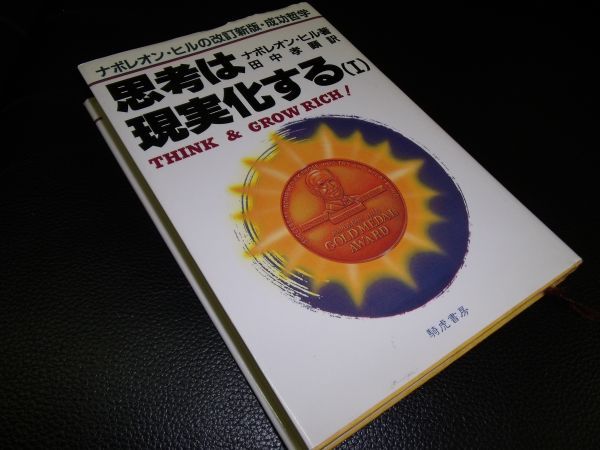 ナポレオン・ヒルの改訂新版・成功哲学
思考は
ナポレオン・ヒル著
田中孝顕訳
現実化する(I)
THINK & GROW RICH!
GOLD MEDAL
AWARD
騎虎書房